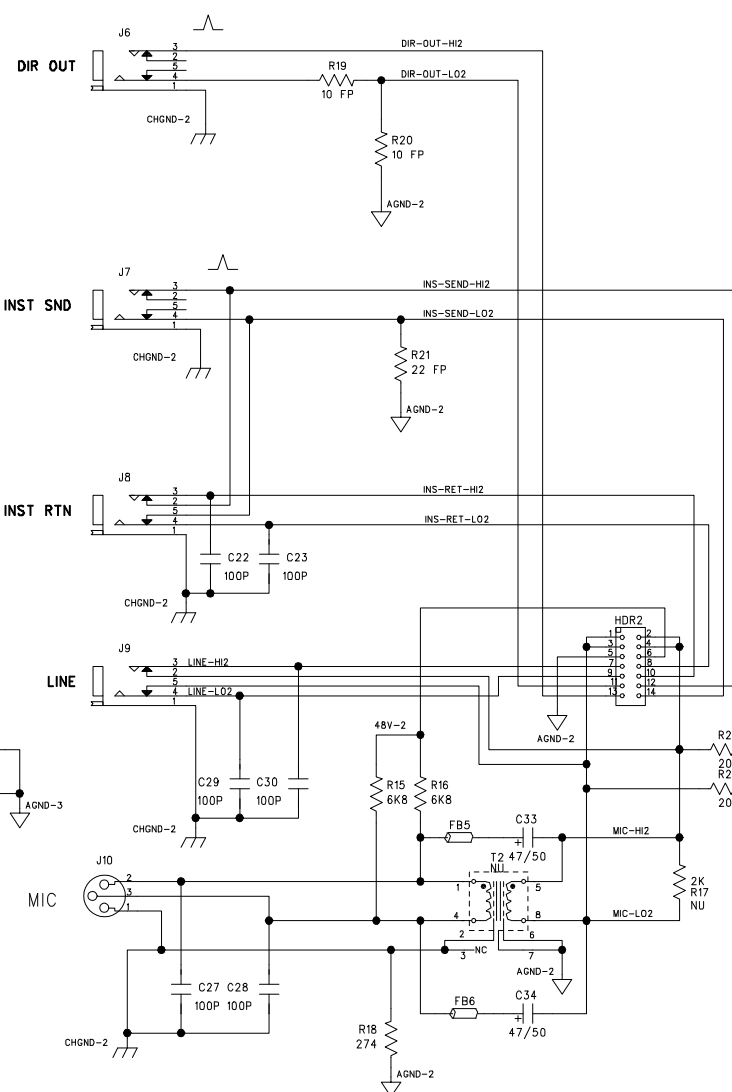 J6
DIR OUT
3
2
5
4
1
CHGND-2
R19
10 FP
DIR-OUT-HI2
DIR-OUT-LO2
R20
10 FP
AGND-2
J7
INST SND
3
2
5
4
1
CHGND-2
INS-SEND-HI2
INS-SEND-LO2
R21
22 FP
AGND-2
J8
INST RTN
3
2
5
4
1
CHGND-2
INS-RET-HI2
INS-RET-LO2
C22
100P
C23
100P
HDR2
1 2
3 4
5 6
7 8
9 10
11 12
13 14
AGND-2
J9
LINE
3 LINE-HI2
2
5
4 LINE-LO2
1
C29
100P
C30
100P
CHGND-2
AGND-3
48V-2
R15
6K8
R16
6K8
R2
20
R2
20
FB5
C33
+ 47/50
MIC-HI2
J10
MIC
2
3
1
T2
NU
1 5
4 8
2 6
3 NC 7
AGND-2
2K
R17
NU
MIC-LO2
C27
100P
C28
100P
FB6
C34
+ 47/50
R18
274
CHGND-2
AGND-2